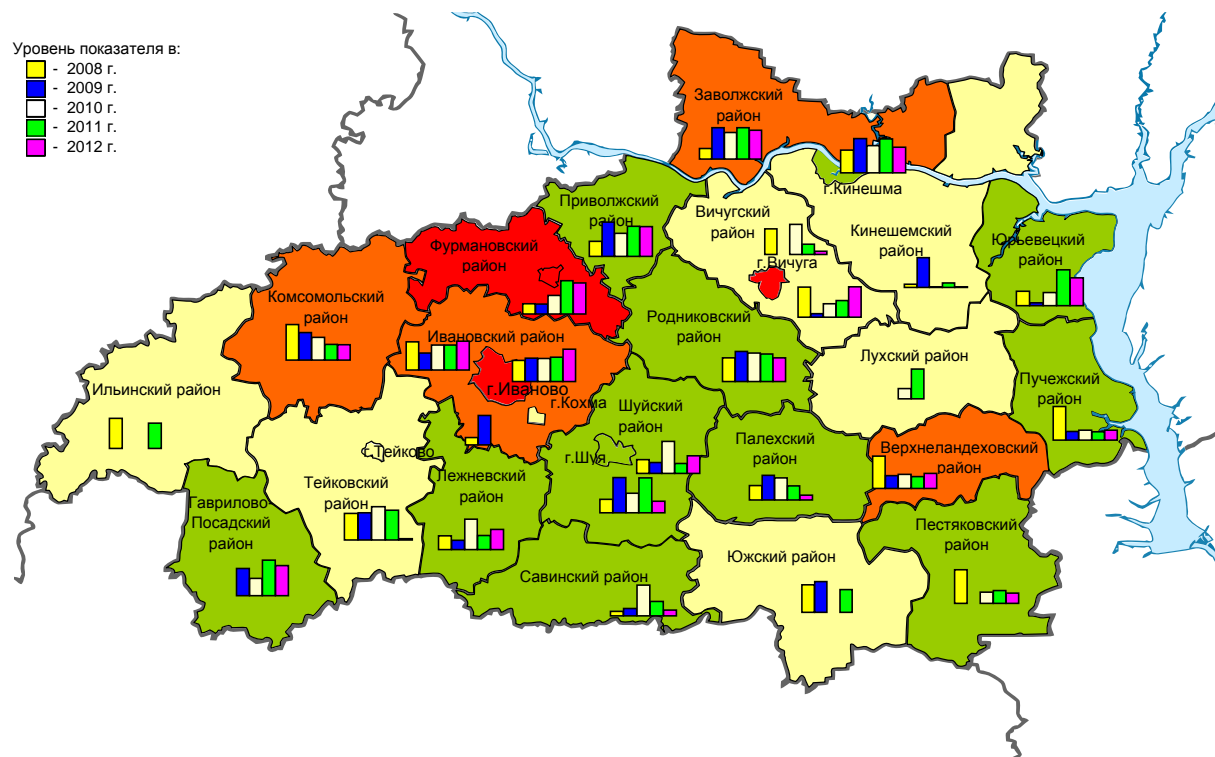 Уровень показателя в:
- 2008 г.
- 2009 г.
- 2010 г.
- 2011 г.
- 2012 г.
Заволжский
район
г.Кинешма
Приволжский
район
Вичугский
район
Кинешемский
район
Юрьевецкий
район
Фурмановский
район
г.Вичуга
Комсомольский
район
Ивановский район
Родниковский
район
Лухский район
Пучежский
район
Ильинский район
г.Иваново
г.Кохма
Шуйский
район
г.Тейково
г.Шуя
Палехский
район
Верхнеландеховский
район
Тейковский
район
Лежневский
район
Гаврилово
Посадский
район
Пестяковский
район
Савинский район
Южский район